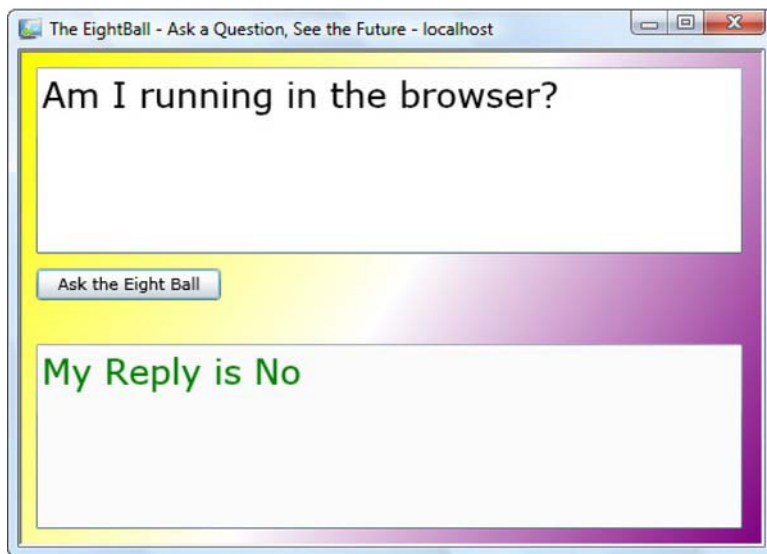 The EightBall - Ask a Question, See the Future - localhost
Am I running in the browser?
Ask the Eight Ball
My Reply is No